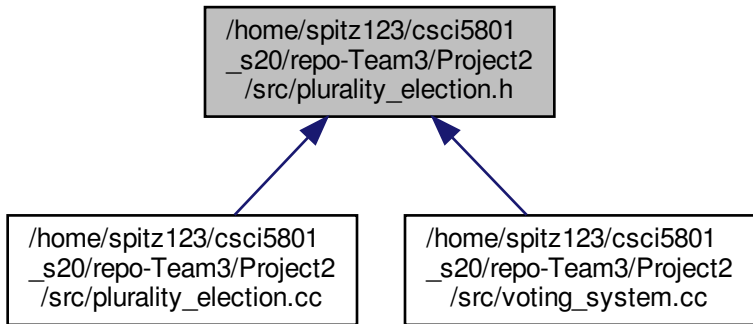 /home/spitz123/csci5801
_s20/repo-Team3/Project2
/src/plurality_election.h
/home/spitz123/csci5801
_s20/repo-Team3/Project2
/src/plurality_election.cc
/home/spitz123/csci5801
_s20/repo-Team3/Project2
/src/voting_system.cc